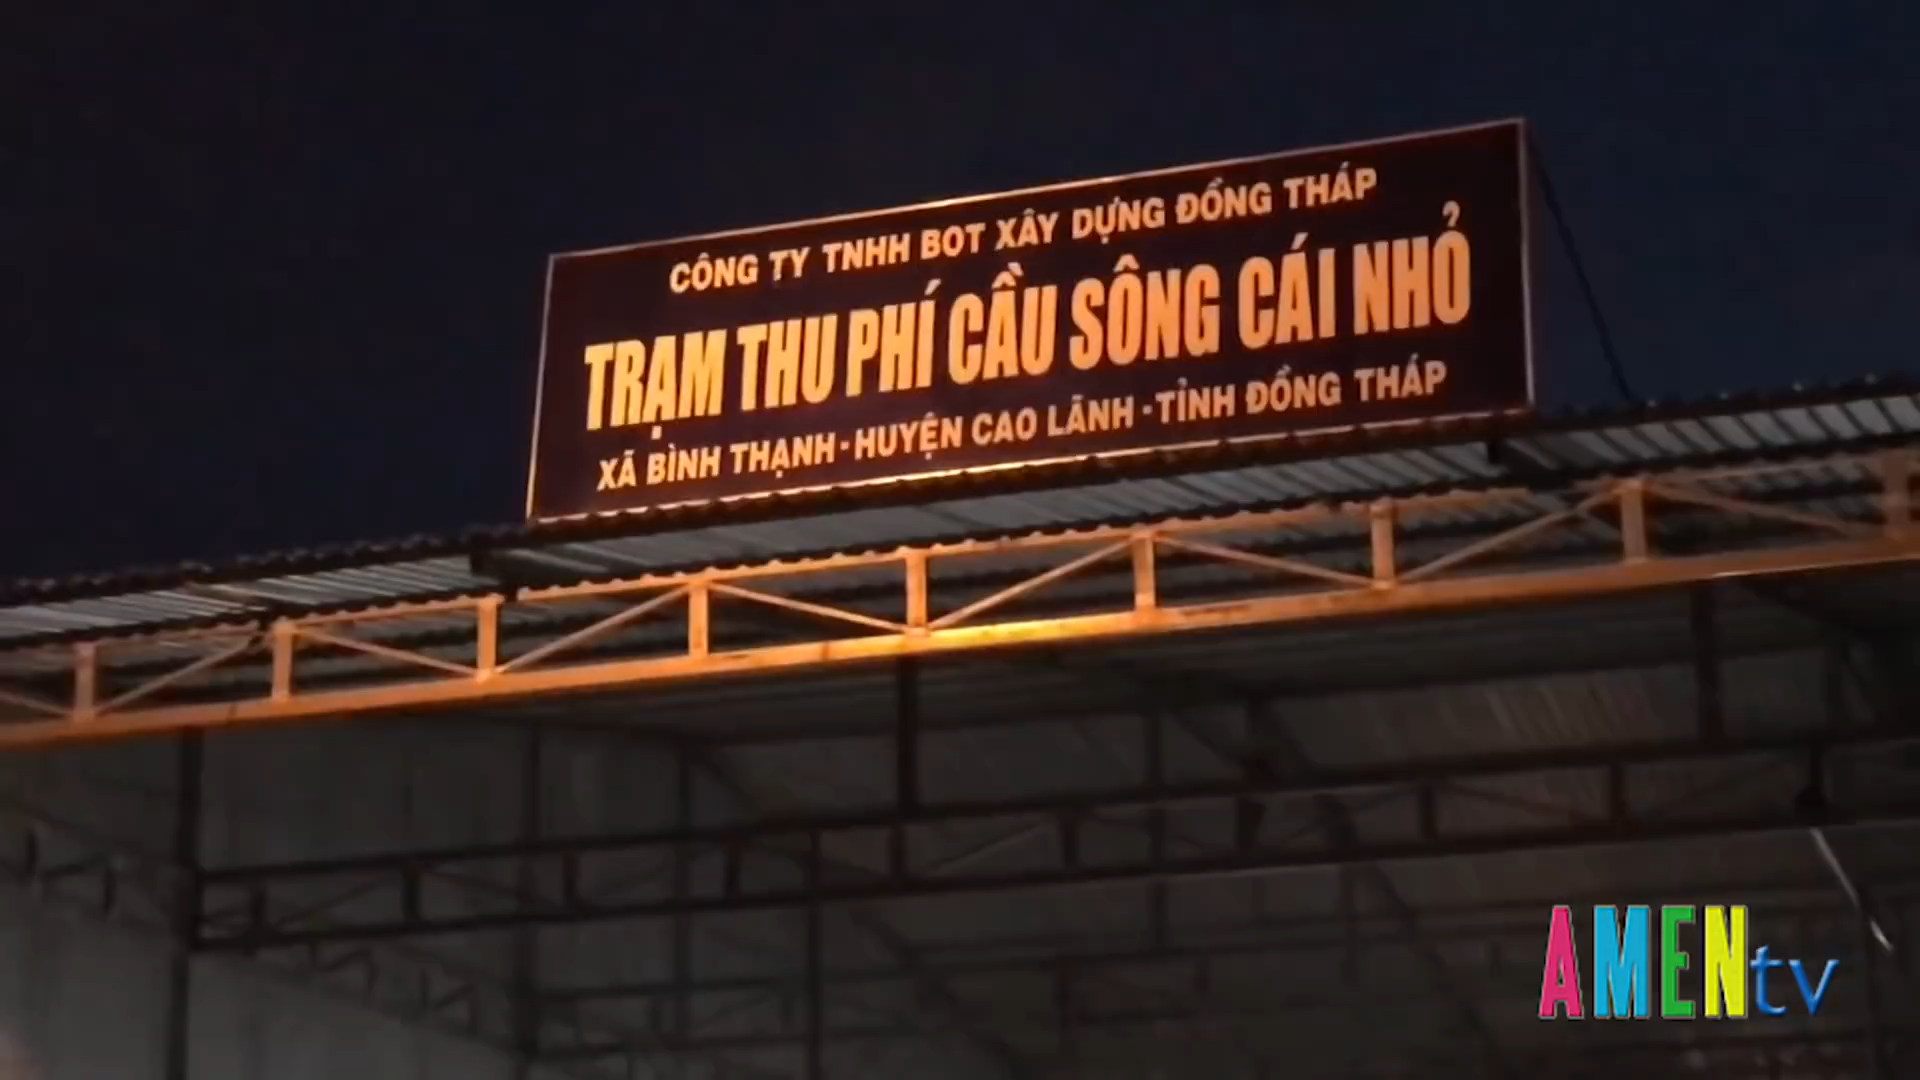 CÔNG TY TNHH BOT XÂY DỰNG ĐỒNG THÁP
TRẠM THU PHÍ CẦU SÔNG CÁI NHỎ
XÃ BÌNH THẠNH - HUYỆN CAO LÃNH - TỈNH ĐỒNG THÁP
AMENtv